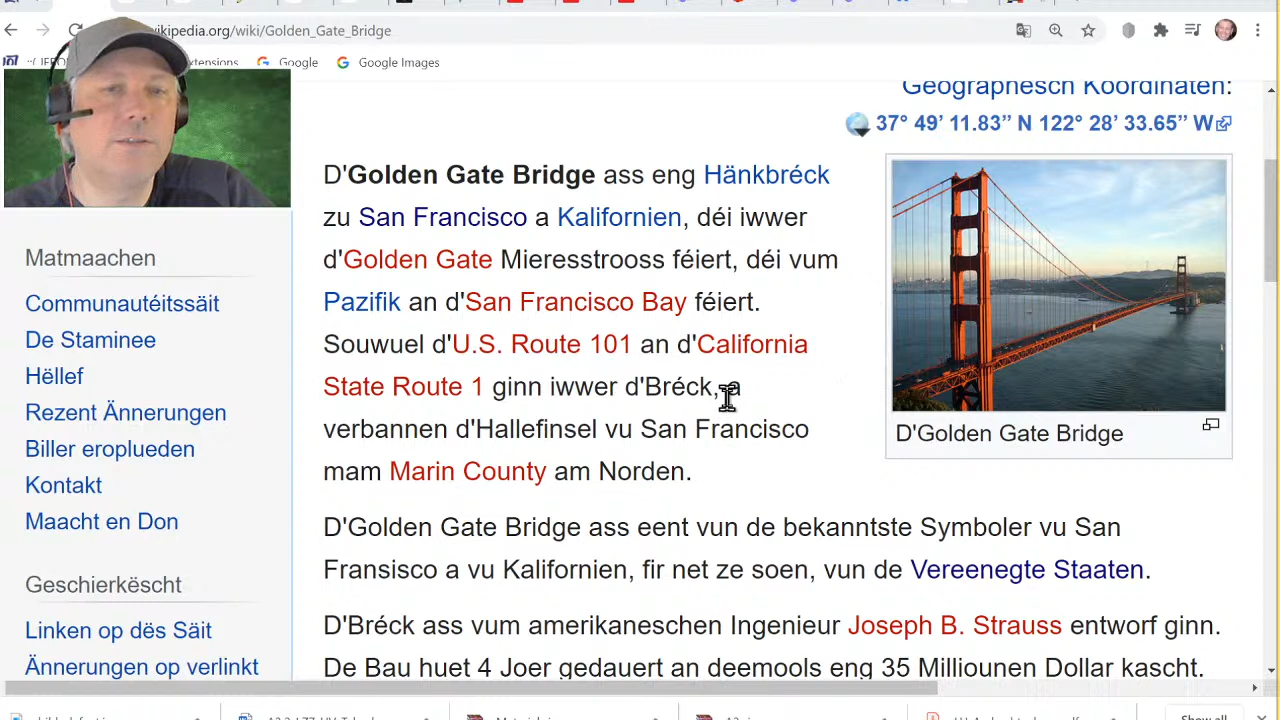 wikipedia.org/wiki/Golden_Gate_Bridge
Extensions Google Google Images
Geographesch Koordinaten:
37° 49’ 11.83” N 122° 28’ 33.65” W
D'Golden Gate Bridge ass eng Hänkbréck
zu San Francisco a Kalifornien, déi iwwer
d'Golden Gate Mieresstrooss féiert, déi vum
Pazifik an d'San Francisco Bay féiert.
Souwuel d'U.S. Route 101 an d'California
State Route 1 ginn iwwer d'Bréck, a
verbannen d'Hallefinsel vu San Francisco
mam Marin County am Norden.
D'Golden Gate Bridge
D'Golden Gate Bridge ass eent vun de bekanntste Symboler vu San
Fransisco a vu Kalifornien, fir net ze soen, vun de Vereenegte Staaten.
D'Bréck ass vum amerikaneschen Ingenieur Joseph B. Strauss entworf ginn.
De Bau huet 4 Joer gedauert an deemools eng 35 Milliounen Dollar kascht.
Matmaachen
Communautéitssäit
De Staminee
Hëllef
Rezent Ännerungen
Biller eroplueden
Kontakt
Maacht en Don
Geschierkëscht
Linken op dës Säit
Ännerungen op verlinkt
Show all